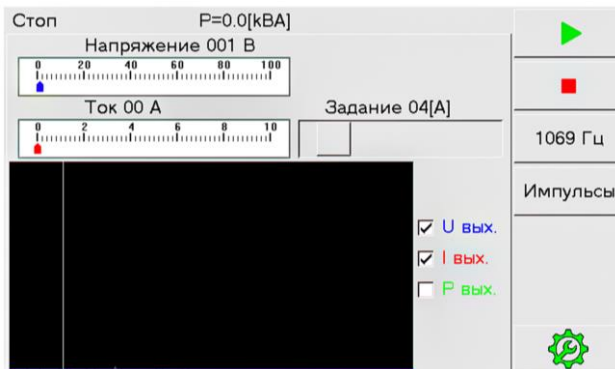 Стоп P=0.0[kBA]
Напряжение 001 В
0 20 40 60 80 100
Ток 00 А
Задание 04[А]
0 2 4 6 8 10
1069 Гц
Импульсы
U вых.
I вых.
P вых.